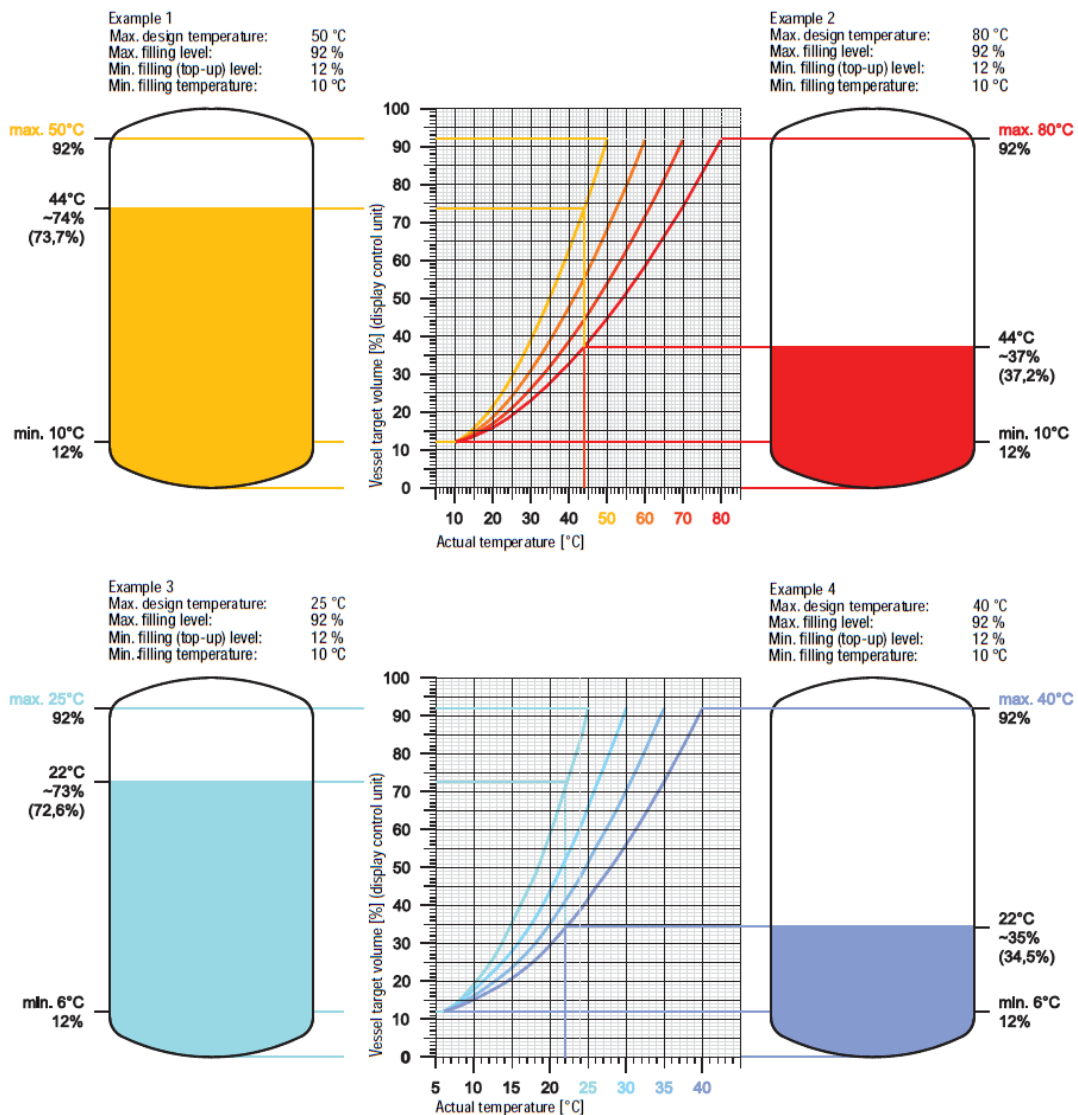 Example 1
Max. design temperature: 50 °C
Max. filling level: 92 %
Min. filling (top-up) level: 12 %
Min. filling temperature: 10 °C
Example 2
Max. design temperature: 80 °C
Max. filling level: 92 %
Min. filling (top-up) level: 12 %
Min. filling temperature: 10 °C
max. 50°C
92%
44°C
~74%
(73,7%)
min. 10°C
12%
Vessel target volume [%] (display control unit)
100
90
80
70
60
50
40
30
20
10
0
10 20 30 40 50 60 70 80
Actual temperature [°C]
max. 80°C
92%
44°C
~37%
(37,2%)
min. 10°C
12%
Example 3
Max. design temperature: 25 °C
Max. filling level: 92 %
Min. filling (top-up) level: 12 %
Min. filling temperature: 10 °C
Example 4
Max. design temperature: 40 °C
Max. filling level: 92 %
Min. filling (top-up) level: 12 %
Min. filling temperature: 10 °C
max. 25°C
92%
22°C
~73%
(72,6%)
min. 6°C
12%
Vessel target volume [%] (display control unit)
100
90
80
70
60
50
40
30
20
10
0
5 10 15 20 25 30 35 40
Actual temperature [°C]
max. 40°C
92%
22°C
~35%
(34,5%)
min. 6°C
12%